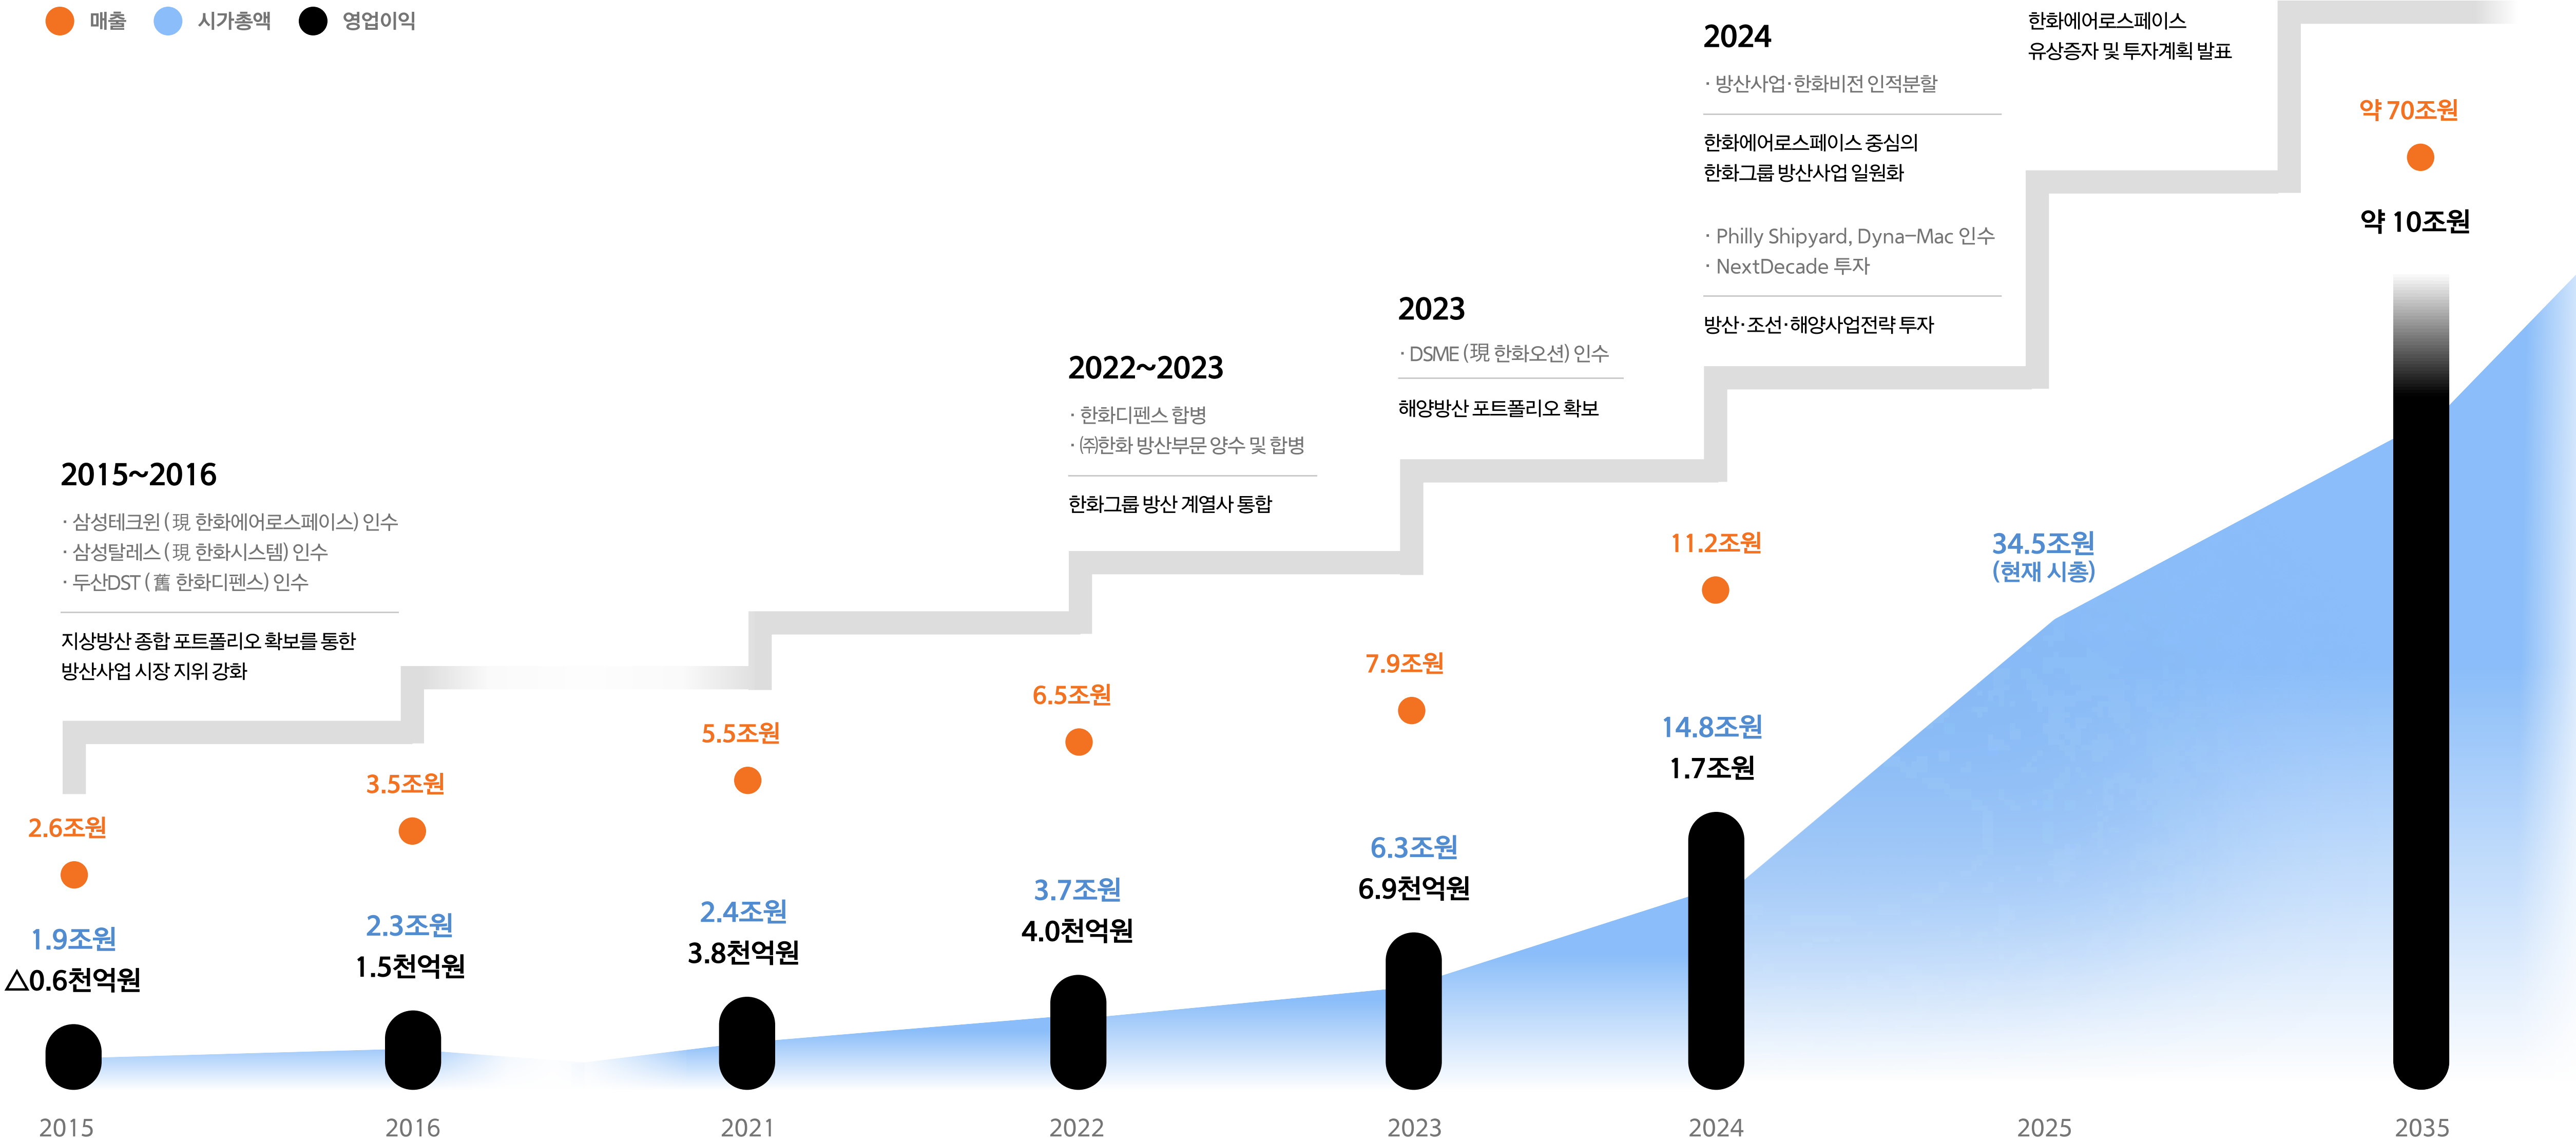 매출
시가총액
영업이익
2015~2016
· 삼성테크윈 (現 한화에어로스페이스) 인수
· 삼성탈레스 (現 한화시스템) 인수
· 두산DST (舊 한화디펜스) 인수
지상방산 종합 포트폴리오 확보를 통한
방산사업 시장 지위 강화
2022~2023
· 한화디펜스 합병
· ㈜한화 방산부문 양수 및 합병
한화그룹 방산 계열사 통합
2023
· DSME (現 한화오션) 인수
해양방산 포트폴리오 확보
2024
· 방산사업·한화비전 인적분할
한화에어로스페이스 중심의
한화그룹 방산사업 일원화
· Philly Shipyard, Dyna-Mac 인수
· NextDecade 투자
방산·조선·해양사업전략 투자
한화에어로스페이스
유상증자 및 투자계획 발표
2.6조원
1.9조원
△0.6천억원
3.5조원
2.3조원
1.5천억원
5.5조원
2.4조원
3.8천억원
6.5조원
3.7조원
4.0천억원
7.9조원
6.3조원
6.9천억원
11.2조원
14.8조원
1.7조원
34.5조원
(현재 시총)
약 70조원
약 10조원
2015
2016
2021
2022
2023
2024
2025
2035